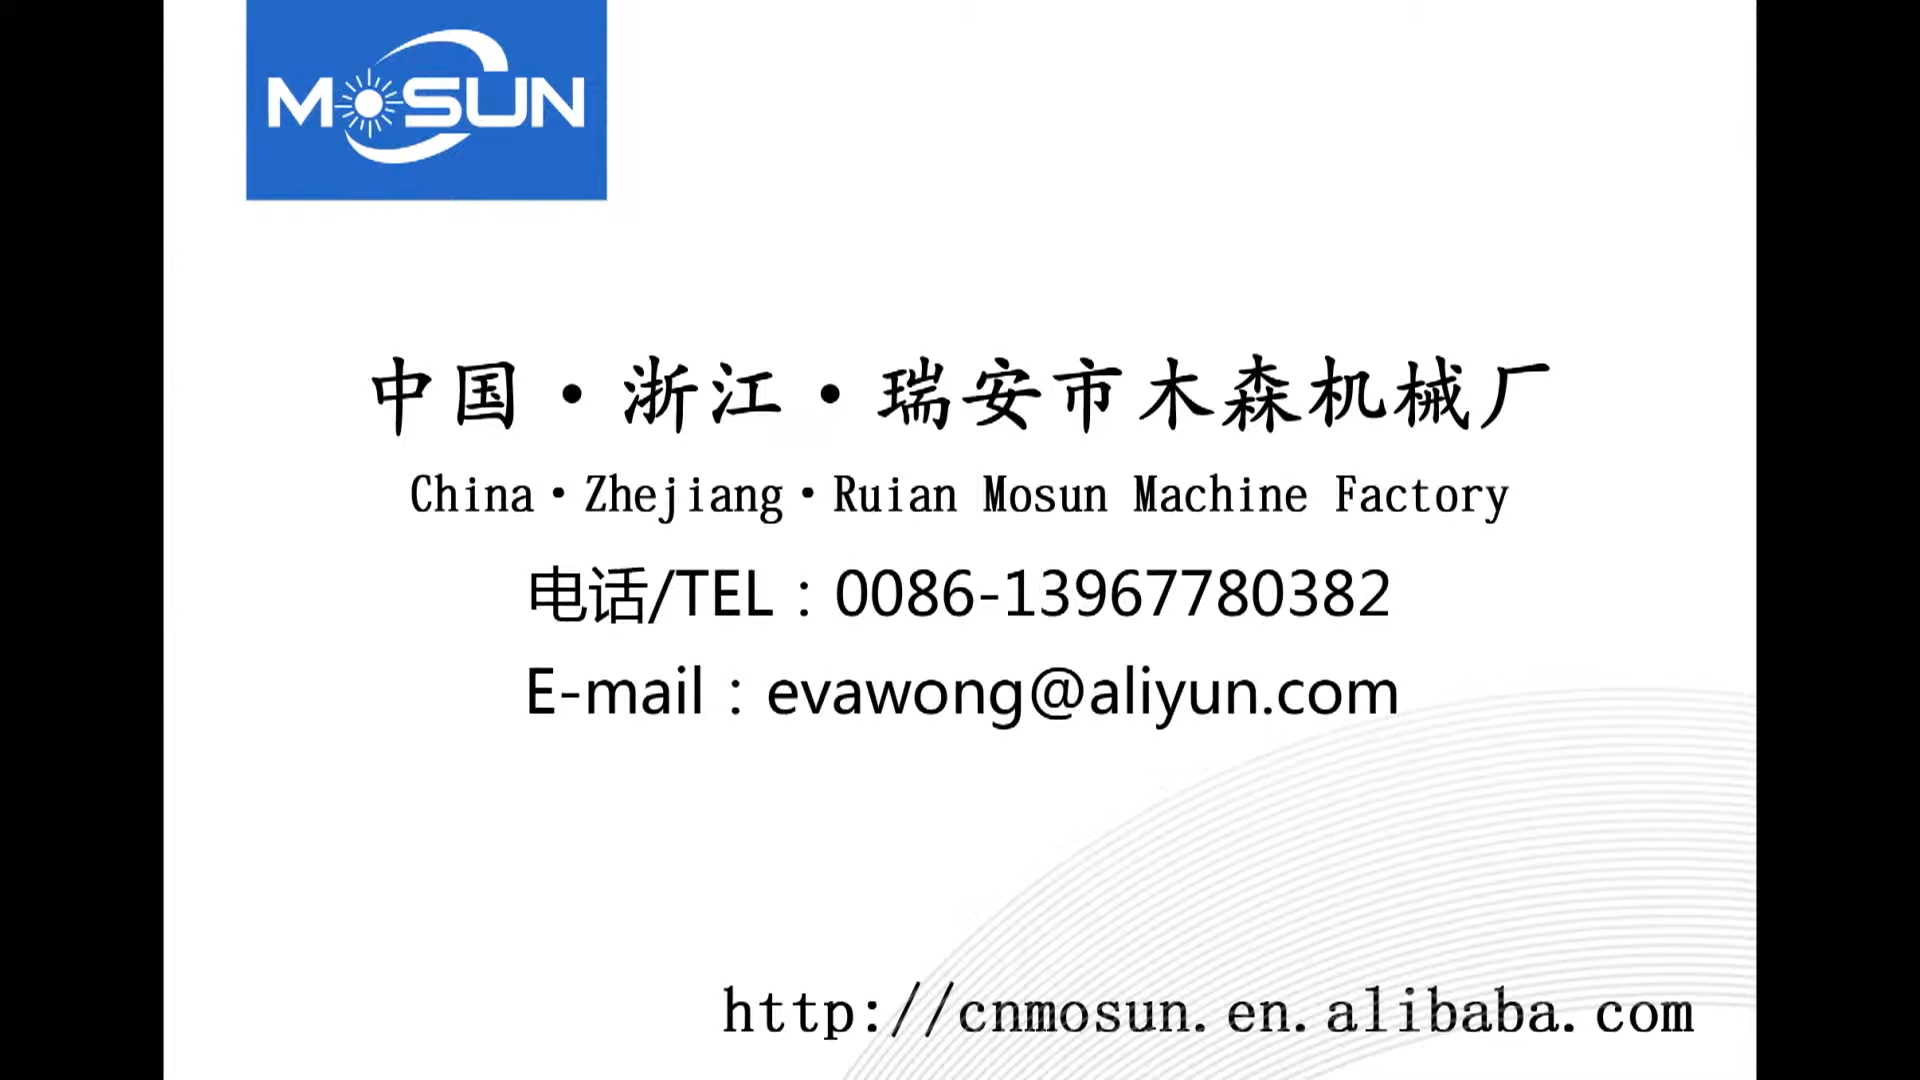 MOSUN
中国·浙江·瑞安市木森机械厂
China·Zhejiang·Ruian Mosun Machine Factory
电话/TEL：0086-13967780382
E-mail：evawong@aliyun.com
http://cnmosun.en.alibaba.com